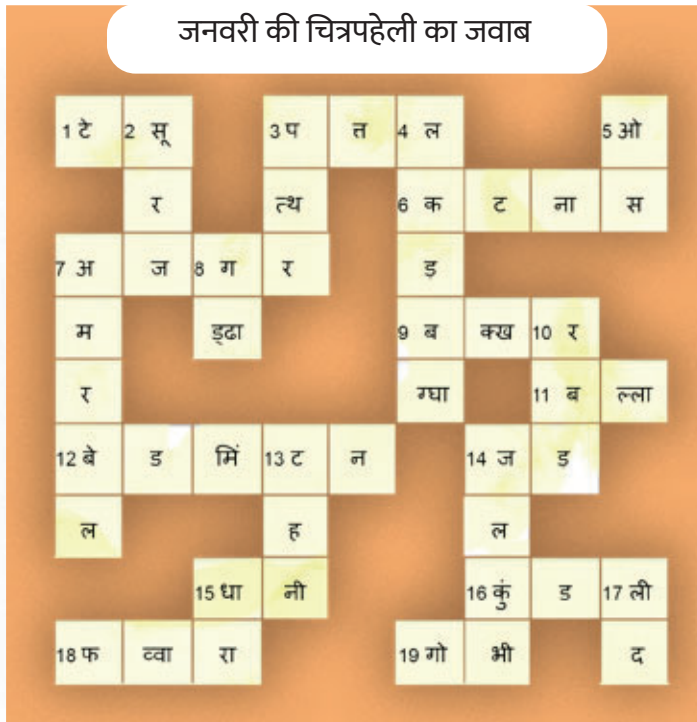 जनवरी की चित्रपहेली का जवाब
1 टे 2 सू 3 प त्त 4 ल 5 ओ
र त्थ 6 क ट ना स
7 अ ज 8 ग र ड़
म ड्ढा 9 ब क्ख 10 र
र ग्घा 11 ब ल्ला
12 बे ड मिं 13 ट न 14 ज ड़
ल ह ल
15 धा नी 16 कुं ड 17 ली
18 फ व्वा रा 19 गो भी द